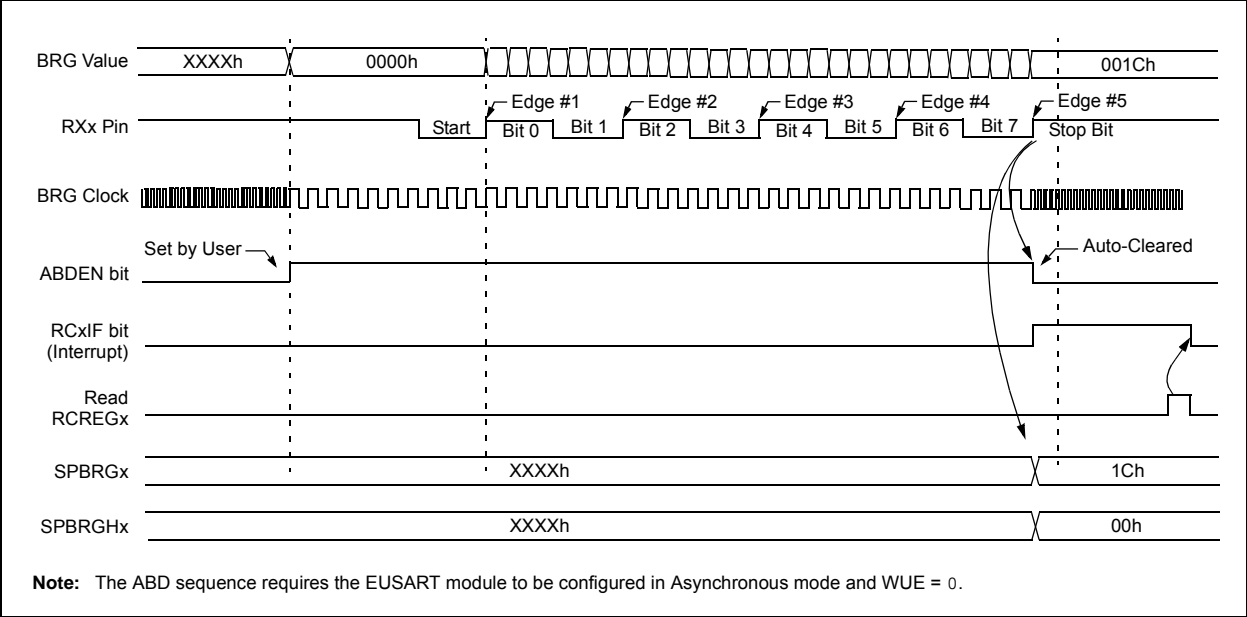 BRG Value XXXXh 0000h 001Ch
Edge #1 Edge #2 Edge #3 Edge #4 Edge #5
RXx Pin Start Bit 0 Bit 1 Bit 2 Bit 3 Bit 4 Bit 5 Bit 6 Bit 7 Stop Bit
BRG Clock
Set by User Auto-Cleared
ABDEN bit
RCxIF bit
(Interrupt)
Read
RCREGx
SPBRGx XXXXh 1Ch
SPBRGHx XXXXh 00h
Note: The ABD sequence requires the EUSART module to be configured in Asynchronous mode and WUE = 0.